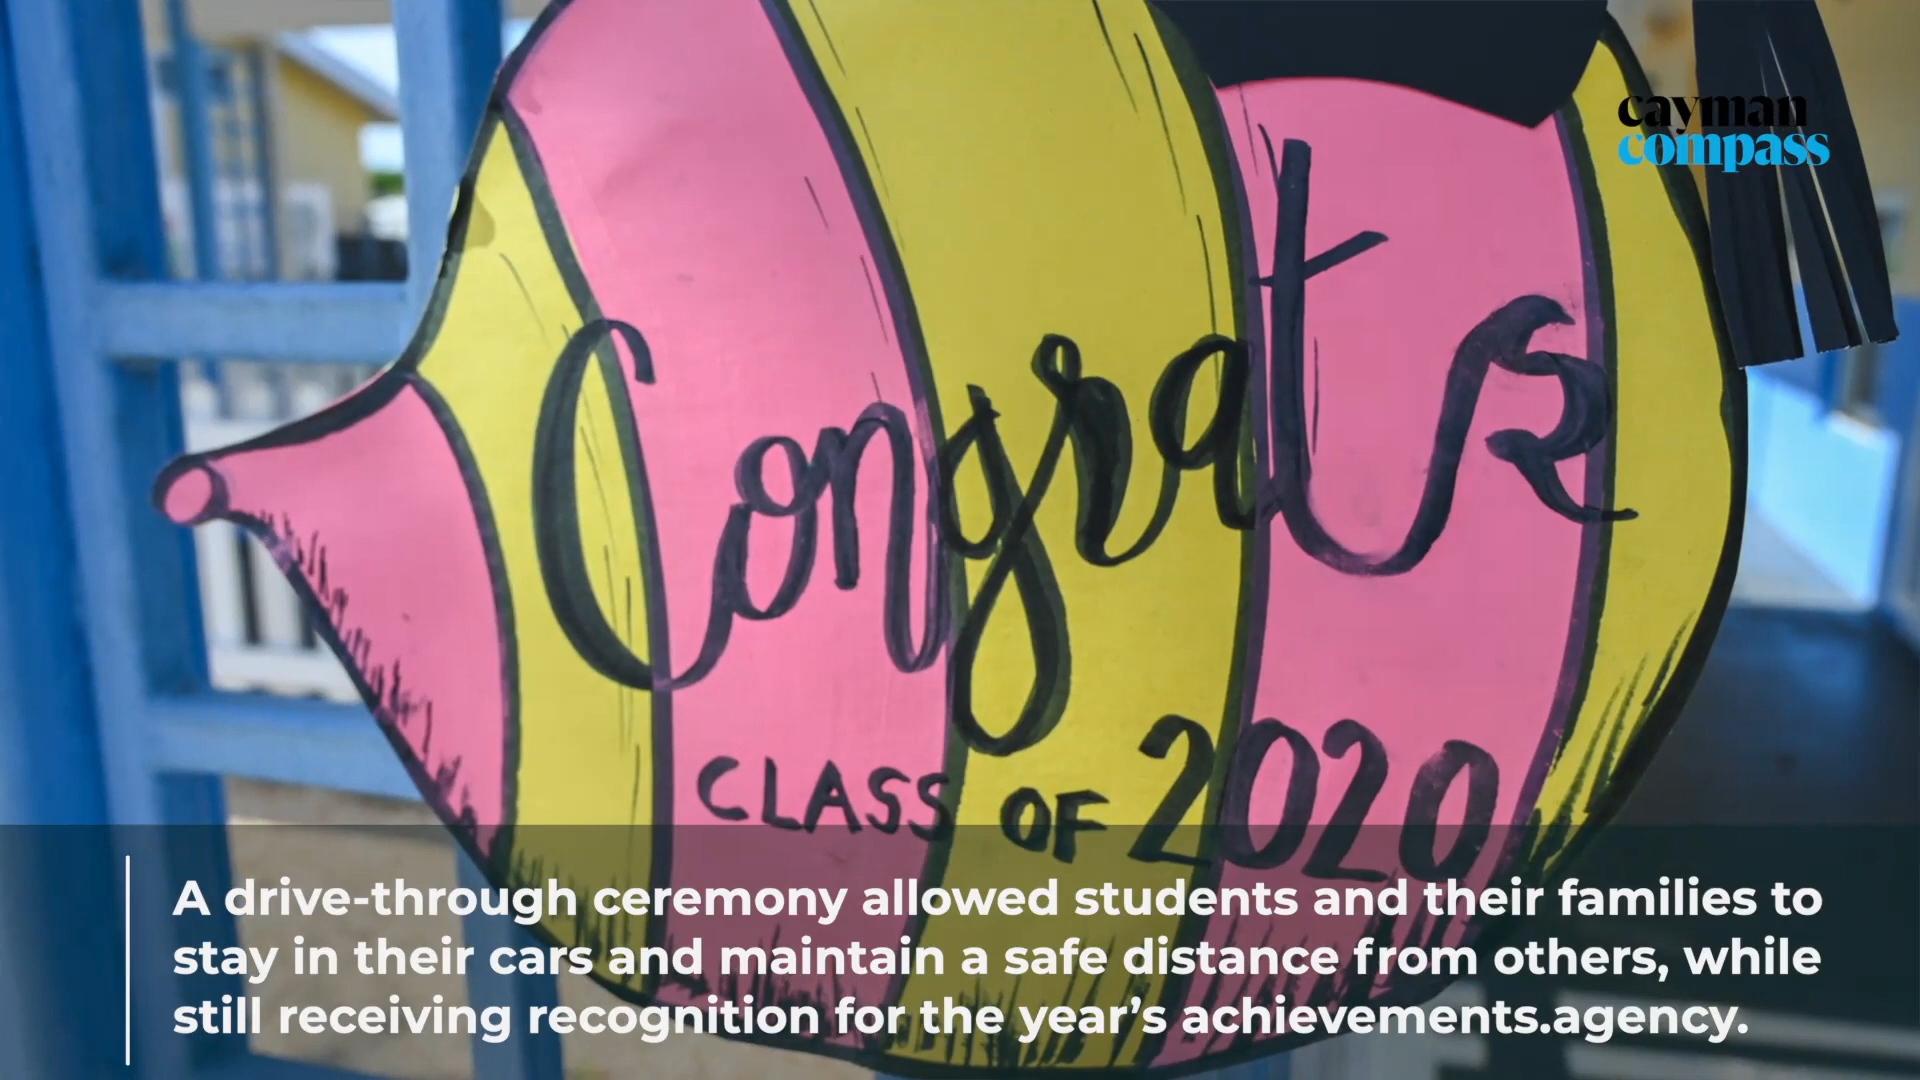 cayman
compass
Congrats
CLASS OF 2020
A drive-through ceremony allowed students and their families to
stay in their cars and maintain a safe distance from others, while
still receiving recognition for the year’s achievements.agency.